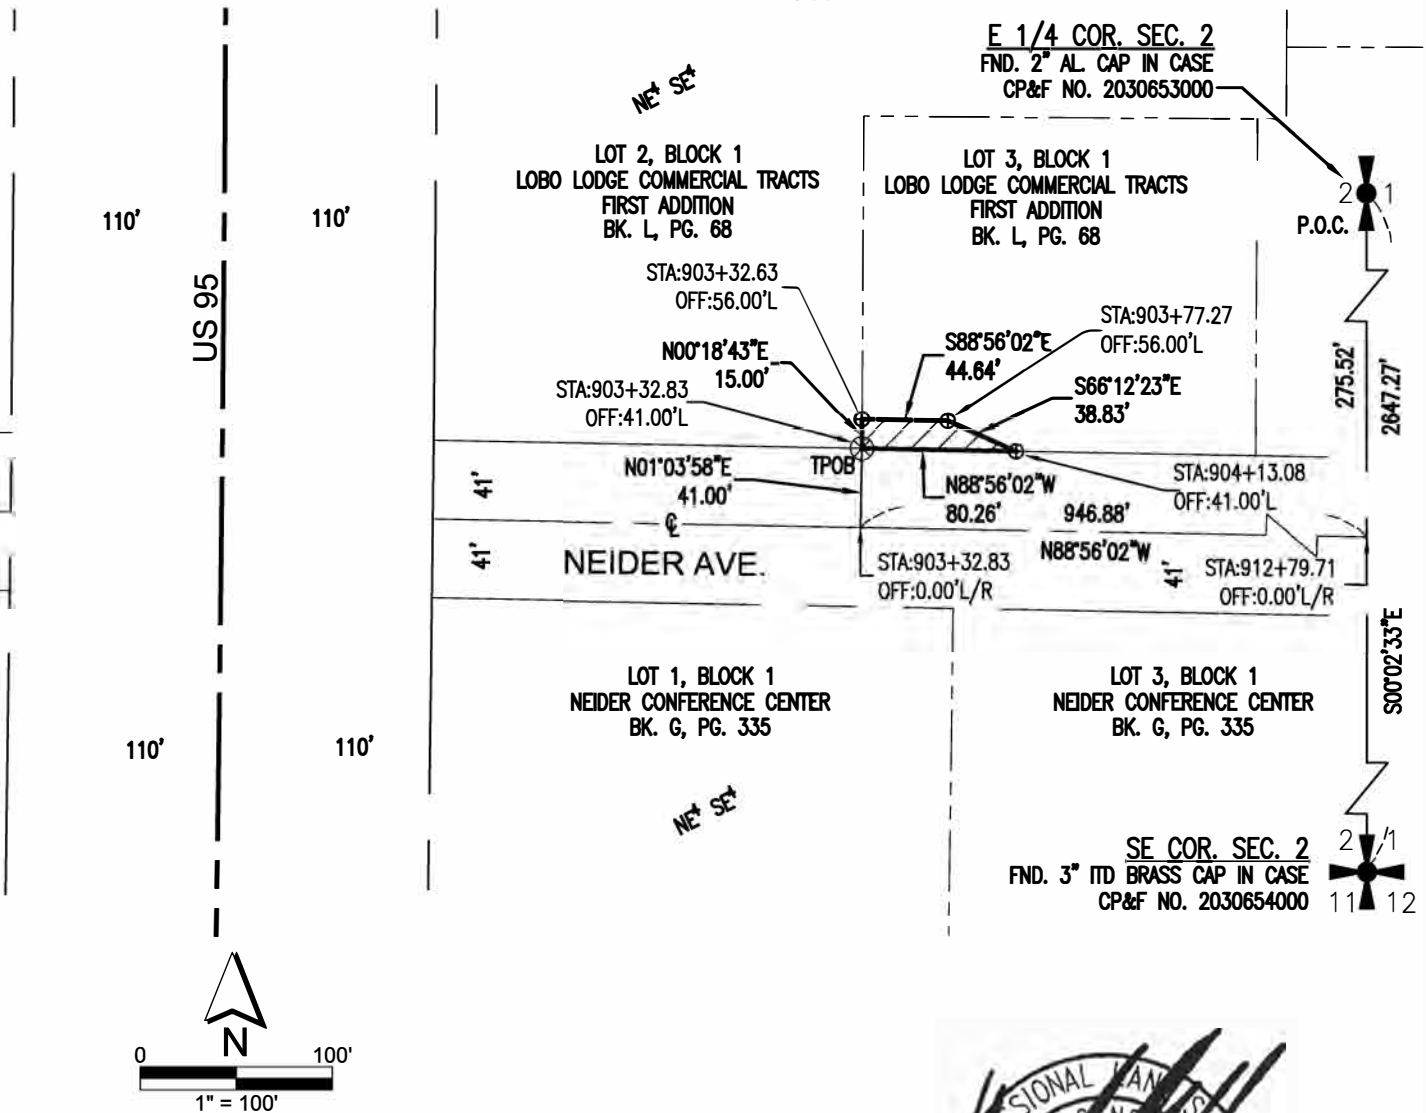 E 1/4 COR. SEC. 2
FND. 2" AL. CAP IN CASE
CP&F NO. 2030653000
NE4 SE4
LOT 2, BLOCK 1
LOBO LODGE COMMERCIAL TRACTS
FIRST ADDITION
BK. L, PG. 68
LOT 3, BLOCK 1
LOBO LODGE COMMERCIAL TRACTS
FIRST ADDITION
BK. L, PG. 68
2 1
P.O.C.
110'
110'
US 95
STA:903+32.63
OFF:56.00'L
STA:903+77.27
OFF:56.00'L
N00°18'43"E
15.00'
S88°56'02"E
44.64'
S66°12'23"E
38.83'
STA:903+32.83
OFF:41.00'L
275.52'
2647.27'
TPOB
N01°03'58"E
41.00'
N88°56'02"W
80.26'
STA:904+13.08
OFF:41.00'L
41'
946.88'
N88°56'02"W
℄
NEIDER AVE.
41'
STA:903+32.83
OFF:0.00'L/R
41'
STA:912+79.71
OFF:0.00'L/R
S00°02'33"E
LOT 1, BLOCK 1
NEIDER CONFERENCE CENTER
BK. G, PG. 335
LOT 3, BLOCK 1
NEIDER CONFERENCE CENTER
BK. G, PG. 335
110'
110'
NE4 SE4
SE COR. SEC. 2
FND. 3" ITD BRASS CAP IN CASE
CP&F NO. 2030654000
2 1
11 12
N
0 100'
1" = 100'